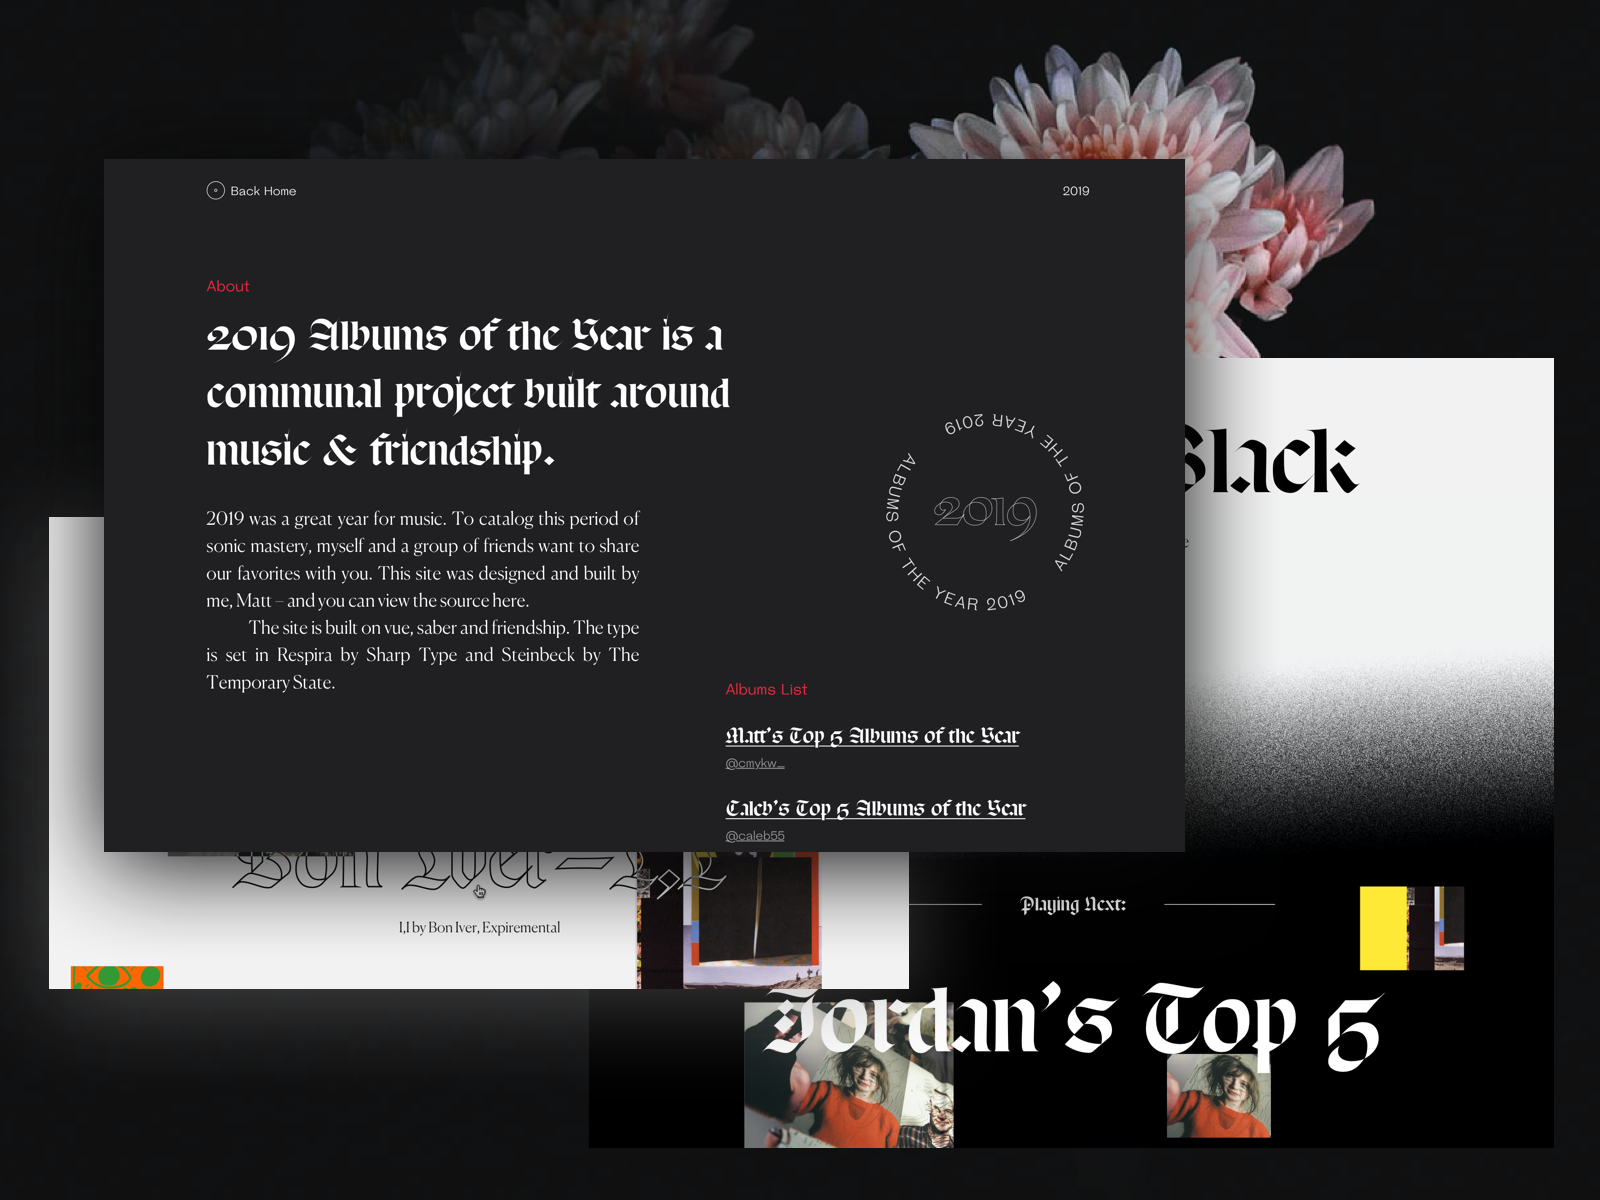 Back Home
2019
About
2019 Albums of the Year is a
communal project built around
music & friendship.
2019 was a great year for music. To catalog this period of
sonic mastery, myself and a group of friends want to share
our favorites with you. This site was designed and built by
me, Matt – and you can view the source here.
The site is built on vue, saber and friendship. The type
is set in Respira by Sharp Type and Steinbeck by The
Temporary State.
ALBUMS OF THE YEAR 2019
ALBUMS OF THE YEAR 2019
2019
Albums List
Matt's Top 5 Albums of the Year
@cmykw_
Caleb's Top 5 Albums of the Year
@caleb55
Bon Iver—I,I
I,I by Bon Iver, Expiremental
Playing Next:
Jordan's Top 5